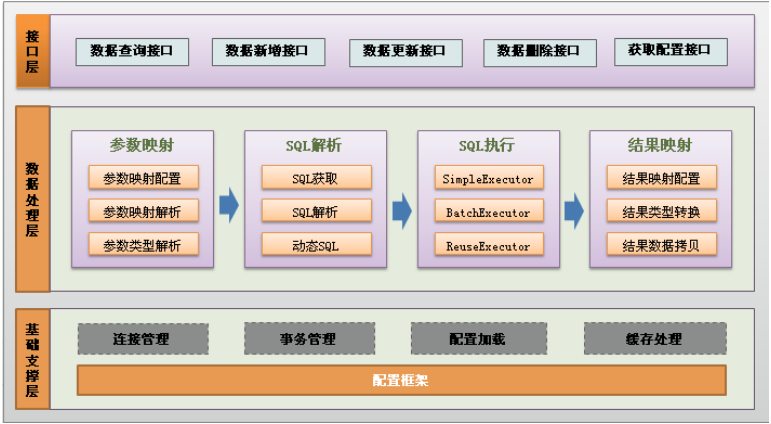 接口层
数据查询接口
数据新增接口
数据更新接口
数据删除接口
获取配置接口
数据处理层
参数映射
参数映射配置
参数映射解析
参数类型解析
SQL解析
SQL获取
SQL解析
动态SQL
SQL执行
SimpleExecutor
BatchExecutor
ReuseExecutor
结果映射
结果映射配置
结果类型转换
结果数据拷贝
基础支撑层
连接管理
事务管理
配置加载
缓存处理
配置框架